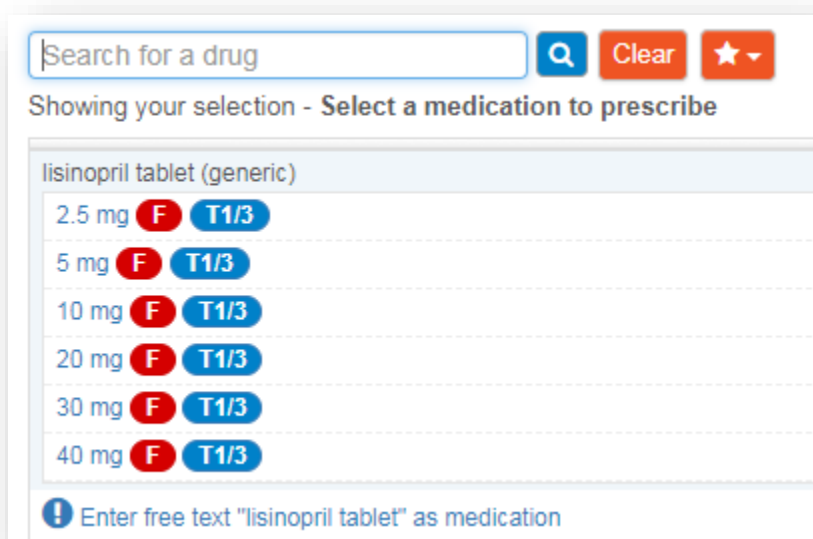 Search for a drug Clear
Showing your selection - Select a medication to prescribe
lisinopril tablet (generic)
2.5 mg F T1/3
5 mg F T1/3
10 mg F T1/3
20 mg F T1/3
30 mg F T1/3
40 mg F T1/3
Enter free text "lisinopril tablet" as medication